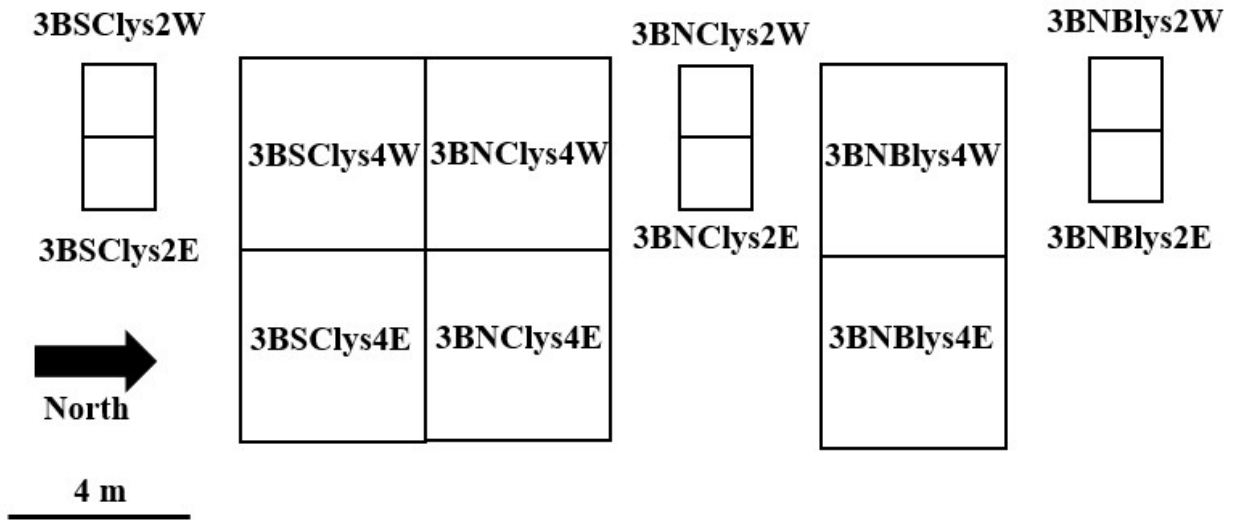 3BSClys2W
3BNClys2W
3BNBlys2W
3BSClys4W
3BNClys4W
3BNBlys4W
3BSClys2E
3BNClys2E
3BNBlys2E
3BSClys4E
3BNClys4E
3BNBlys4E
North
4 m